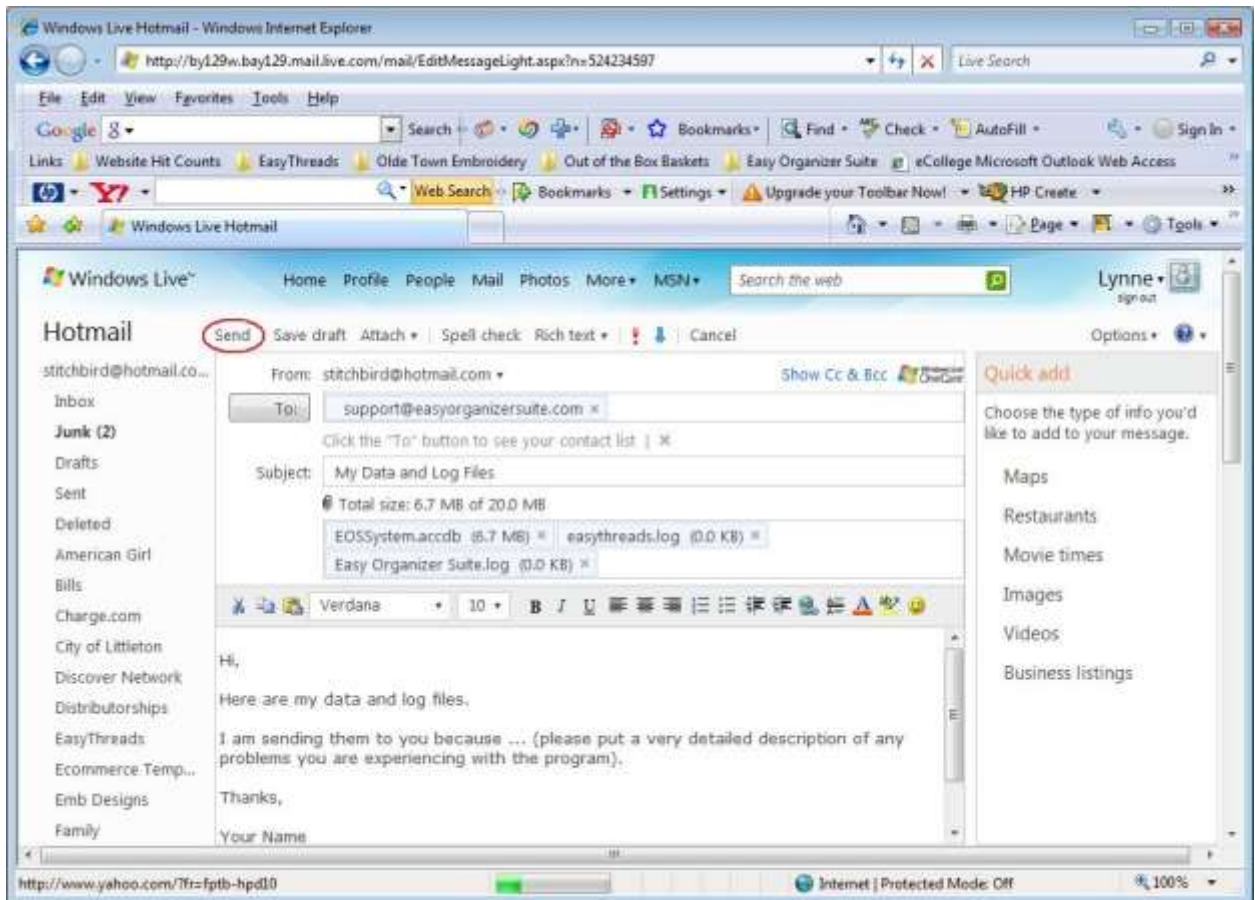 Windows Live Hotmail - Windows Internet Explorer
http://by129w.bay129.mail.live.com/mail/EditMessageLight.aspx?n=524234597
Live Search
File Edit View Favorites Tools Help
Google Search Bookmarks Find Check AutoFill Sign In
Links Website Hit Counts EasyThreads Olde Town Embroidery Out of the Box Baskets Easy Organizer Suite eCollege Microsoft Outlook Web Access
hp Y! Web Search Bookmarks Settings Upgrade your Toolbar Now! HP Create
Windows Live Hotmail Page Tools
Windows Live™ Home Profile People Mail Photos More MSN Search the web Lynne
sign out
Hotmail Send Save draft Attach Spell check Rich text Cancel Options
stitchbird@hotmail.co... From: stitchbird@hotmail.com Show Cc & Bcc Quick add
Inbox To: support@easyorganizersuite.com × Choose the type of info you'd
Junk (2) Click the "To" button to see your contact list | × like to add to your message.
Drafts Subject: My Data and Log Files Maps
Sent Total size: 6.7 MB of 20.0 MB Restaurants
Deleted EOSSystem.accdb (6.7 MB) × easythreads.log (0.0 KB) × Movie times
American Girl Easy Organizer Suite.log (0.0 KB) ×
Bills Verdana 10 B I U Images
Charge.com Videos
City of Littleton Hi, Business listings
Discover Network
Distributorships Here are my data and log files.
EasyThreads I am sending them to you because ... (please put a very detailed description of any
Ecommerce Temp... problems you are experiencing with the program).
Emb Designs Thanks,
Family Your Name
http://www.yahoo.com/?fr=fptb-hpd10 Internet | Protected Mode: Off 100%